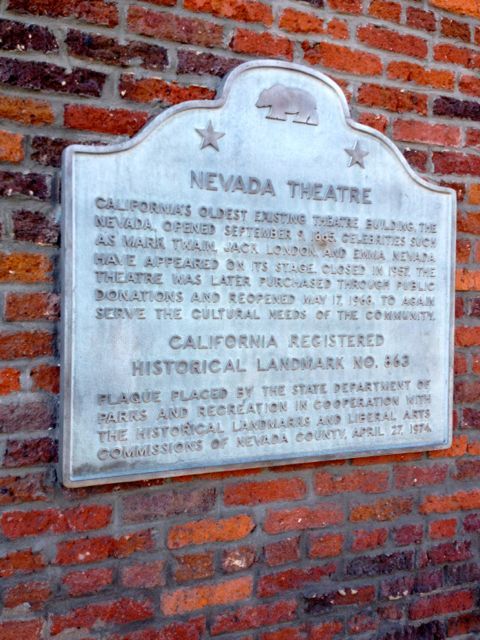 NEVADA THEATRE
CALIFORNIA'S OLDEST EXISTING THEATRE BUILDING, THE
NEVADA, OPENED SEPTEMBER 9, 1865. CELEBRITIES SUCH
AS MARK TWAIN, JACK LONDON AND EMMA NEVADA
HAVE APPEARED ON ITS STAGE. CLOSED IN 1957, THE
THEATRE WAS LATER PURCHASED THROUGH PUBLIC
DONATIONS AND REOPENED MAY 17, 1968, TO AGAIN
SERVE THE CULTURAL NEEDS OF THE COMMUNITY.
CALIFORNIA REGISTERED
HISTORICAL LANDMARK NO. 863
PLAQUE PLACED BY THE STATE DEPARTMENT OF
PARKS AND RECREATION IN COOPERATION WITH
THE HISTORICAL LANDMARKS AND LIBERAL ARTS
COMMISSIONS OF NEVADA COUNTY, APRIL 27, 1974.